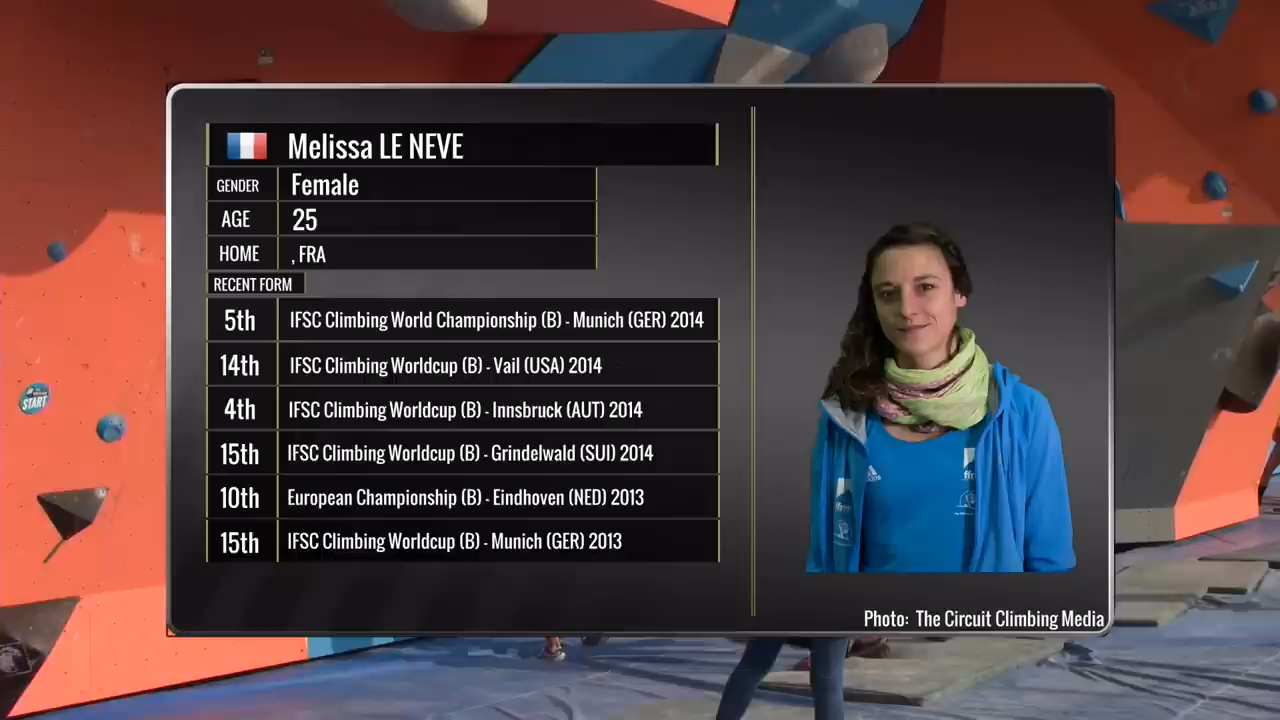 Melissa LE NEVE
GENDER Female
AGE 25
HOME , FRA
RECENT FORM
5th IFSC Climbing World Championship (B) - Munich (GER) 2014
14th IFSC Climbing Worldcup (B) - Vail (USA) 2014
4th IFSC Climbing Worldcup (B) - Innsbruck (AUT) 2014
15th IFSC Climbing Worldcup (B) - Grindelwald (SUI) 2014
10th European Championship (B) - Eindhoven (NED) 2013
15th IFSC Climbing Worldcup (B) - Munich (GER) 2013
Photo: The Circuit Climbing Media
START
adidas